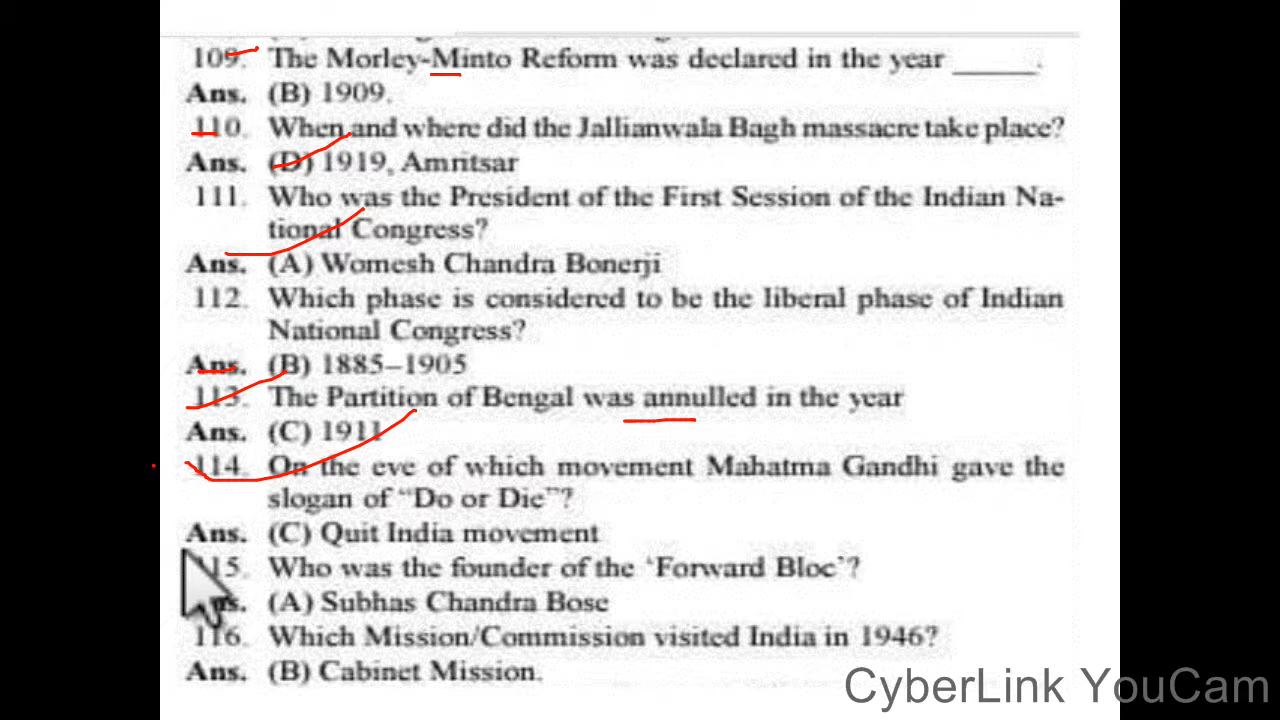 109. The Morley-Minto Reform was declared in the year _____.
Ans. (B) 1909.
110. When and where did the Jallianwala Bagh massacre take place?
Ans. (D) 1919, Amritsar
111. Who was the President of the First Session of the Indian Na-
tional Congress?
Ans. (A) Womesh Chandra Bonerji
112. Which phase is considered to be the liberal phase of Indian
National Congress?
Ans. (B) 1885–1905
113. The Partition of Bengal was annulled in the year
Ans. (C) 1911
114. On the eve of which movement Mahatma Gandhi gave the
slogan of “Do or Die”?
Ans. (C) Quit India movement
115. Who was the founder of the ‘Forward Bloc’?
Ans. (A) Subhas Chandra Bose
116. Which Mission/Commission visited India in 1946?
Ans. (B) Cabinet Mission.
CyberLink YouCam